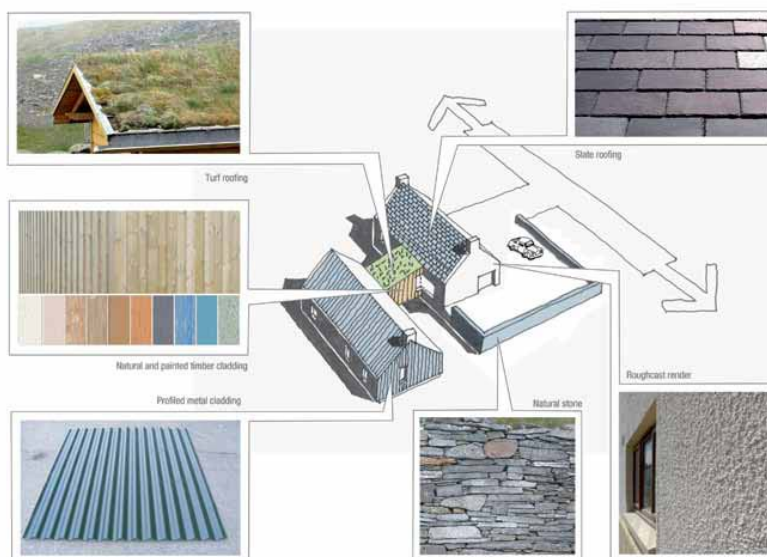 Turf roofing
Slate roofing
Natural and painted timber cladding
Profiled metal cladding
Natural stone
Roughcast render